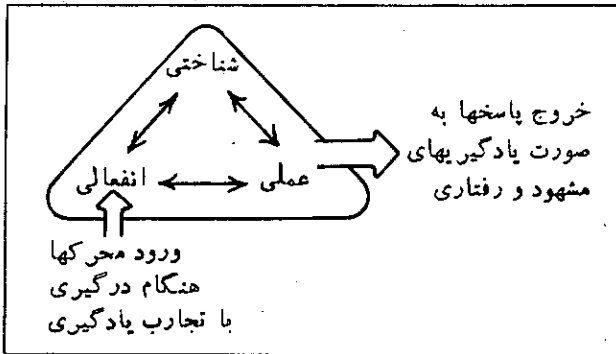 شناختی
عملی
انفعالی
خروج پاسخها به
صورت یادگیریهای
مشهود و رفتاری
ورود محرکها
هنگام درگیری
با تجارب یادگیری